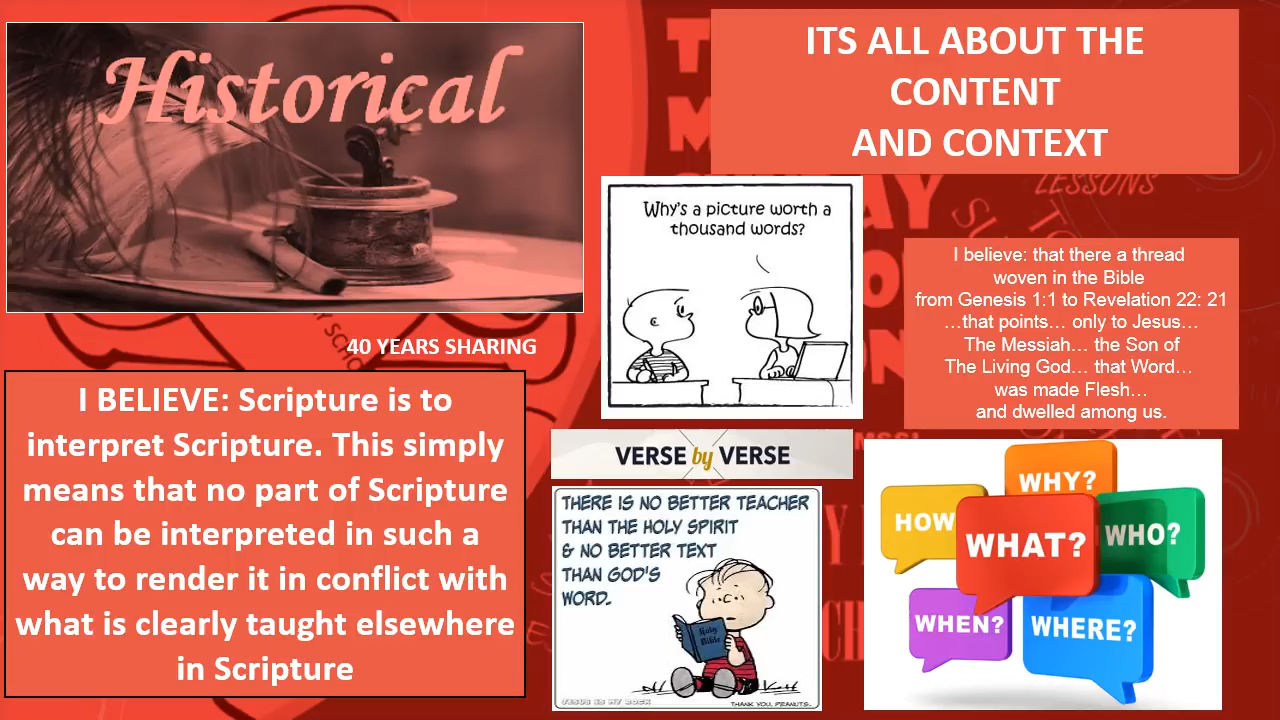 Historical
ITS ALL ABOUT THE
CONTENT
AND CONTEXT
LESSONS
Why's a picture worth a
thousand words?
I believe: that there a thread
woven in the Bible
from Genesis 1:1 to Revelation 22: 21
…that points… only to Jesus…
The Messiah… the Son of
The Living God… that Word…
was made Flesh…
and dwelled among us.
40 YEARS SHARING
I BELIEVE: Scripture is to
interpret Scripture. This simply
means that no part of Scripture
can be interpreted in such a
way to render it in conflict with
what is clearly taught elsewhere
in Scripture
VERSE by VERSE
THERE IS NO BETTER TEACHER
THAN THE HOLY SPIRIT
& NO BETTER TEXT
THAN GOD'S
WORD.
Holy
Bible
JESUS IS MY ROCK
THANK YOU, PEANUTS.
WHY?
HOW
WHAT?
WHO?
WHEN?
WHERE?